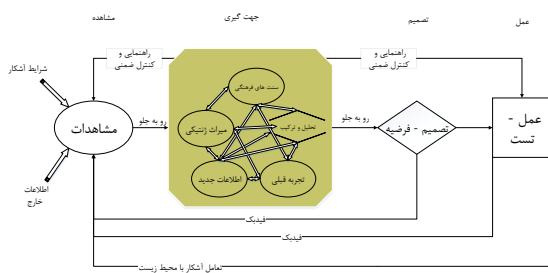 مشاهده
جهت گیری
تصمیم
عمل
راهنمایی و
کنترل ضمنی
راهنمایی و
کنترل ضمنی
شرایط آشکار
مشاهدات
رو به جلو
سنت های فرهنگی
میراث ژنتیکی
تحلیل و ترکیب
اطلاعات جدید
تجربه قبلی
رو به جلو
تصمیم - فرضیه
عمل -
تست
اطلاعات
خارج
فیدبک
فیدبک
تعامل آشکار با محیط زیست